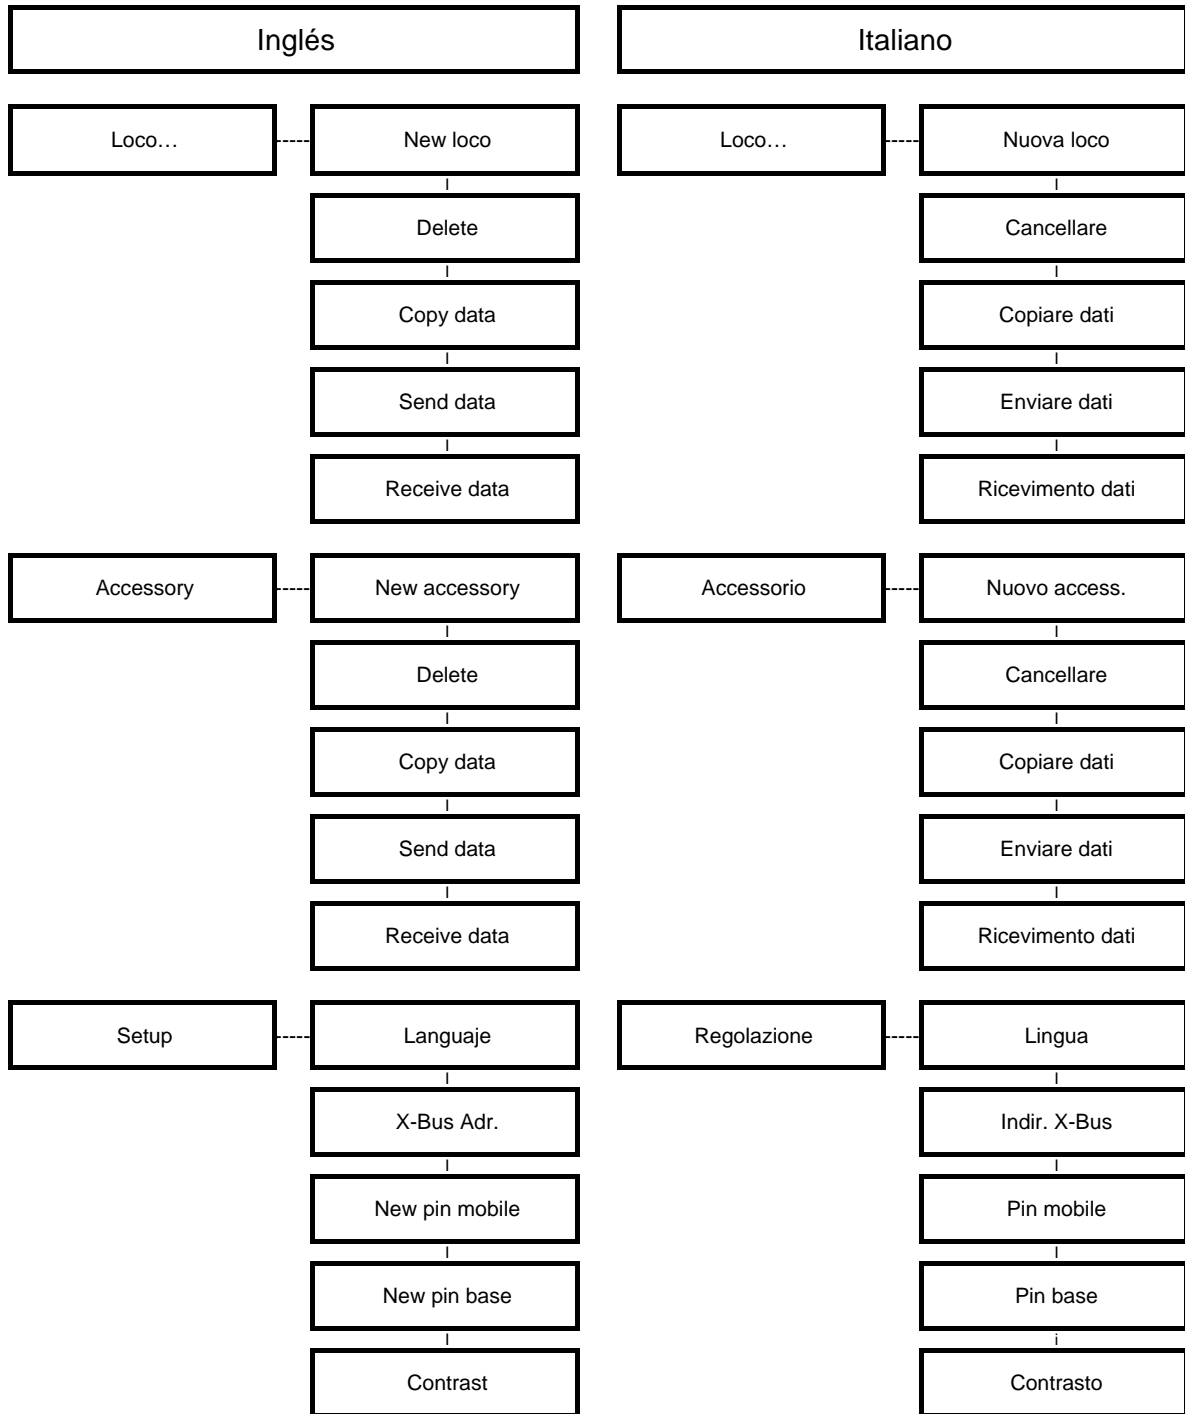 Inglés
Italiano
Loco…
New loco
Loco…
Nuova loco
Delete
Cancellare
Copy data
Copiare dati
Send data
Enviare dati
Receive data
Ricevimento dati
Accessory
New accessory
Accessorio
Nuovo access.
Delete
Cancellare
Copy data
Copiare dati
Send data
Enviare dati
Receive data
Ricevimento dati
Setup
Languaje
Regolazione
Lingua
X-Bus Adr.
Indir. X-Bus
New pin mobile
Pin mobile
New pin base
Pin base
Contrast
Contrasto